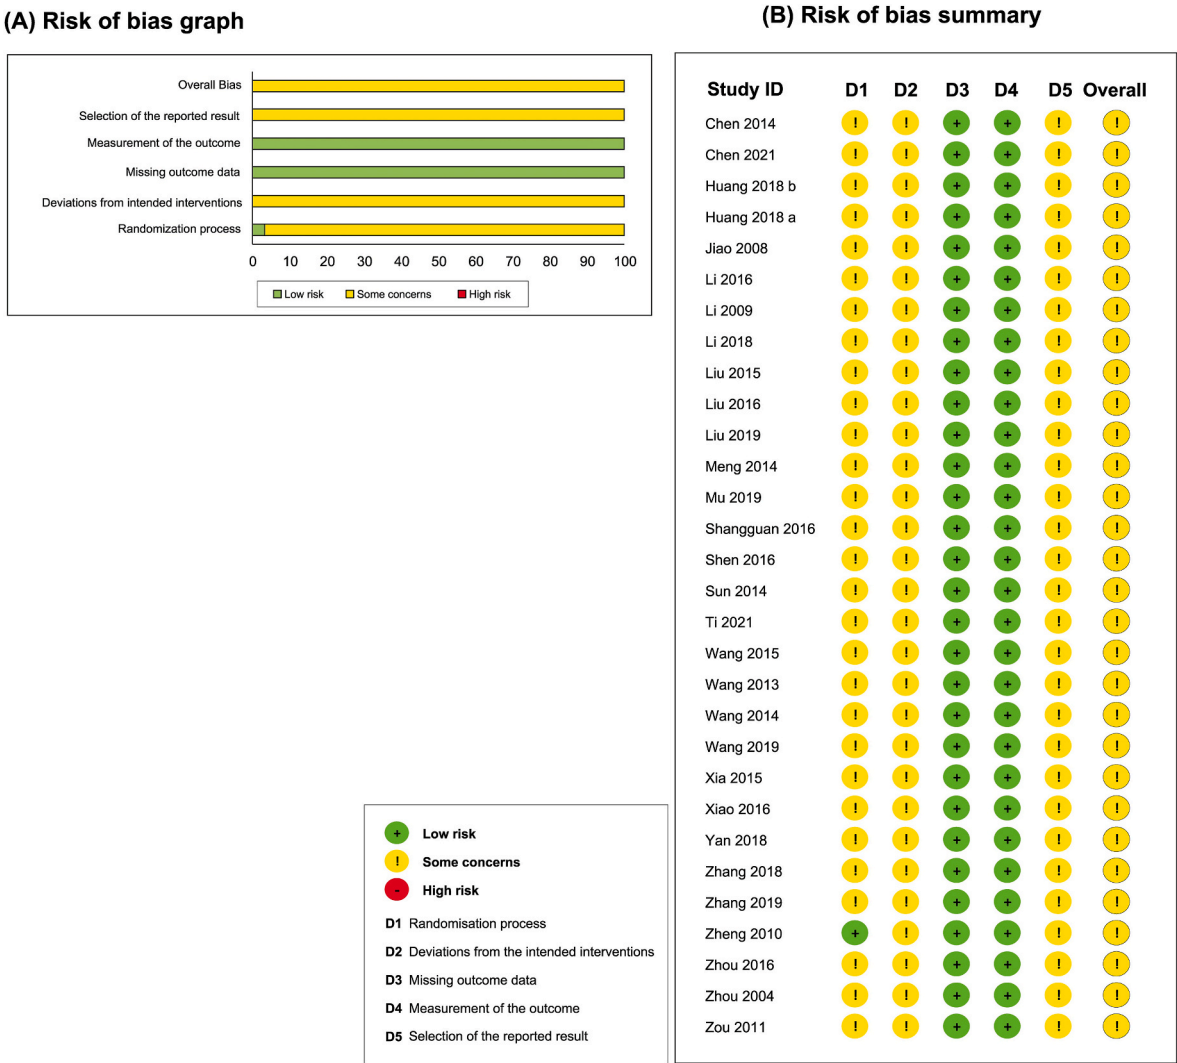 (A) Risk of bias graph
Overall Bias
Selection of the reported result
Measurement of the outcome
Missing outcome data
Deviations from intended interventions
Randomization process
0 10 20 30 40 50 60 70 80 90 100
Low risk Some concerns High risk
(B) Risk of bias summary
Study ID D1 D2 D3 D4 D5 Overall
Chen 2014 ! ! + + ! !
Chen 2021 ! ! + + ! !
Huang 2018 b ! ! + + ! !
Huang 2018 a ! ! + + ! !
Jiao 2008 ! ! + + ! !
Li 2016 ! ! + + ! !
Li 2009 ! ! + + ! !
Li 2018 ! ! + + ! !
Liu 2015 ! ! + + ! !
Liu 2016 ! ! + + ! !
Liu 2019 ! ! + + ! !
Meng 2014 ! ! + + ! !
Mu 2019 ! ! + + ! !
Shangguan 2016 ! ! + + ! !
Shen 2016 ! ! + + ! !
Sun 2014 ! ! + + ! !
Ti 2021 ! ! + + ! !
Wang 2015 ! ! + + ! !
Wang 2013 ! ! + + ! !
Wang 2014 ! ! + + ! !
Wang 2019 ! ! + + ! !
Xia 2015 ! ! + + ! !
Xiao 2016 ! ! + + ! !
Yan 2018 ! ! + + ! !
Zhang 2018 ! ! + + ! !
Zhang 2019 ! ! + + ! !
Zheng 2010 + ! + + ! !
Zhou 2016 ! ! + + ! !
Zhou 2004 ! ! + + ! !
Zou 2011 ! ! + + ! !
+ Low risk
! Some concerns
- High risk
D1 Randomisation process
D2 Deviations from the intended interventions
D3 Missing outcome data
D4 Measurement of the outcome
D5 Selection of the reported result